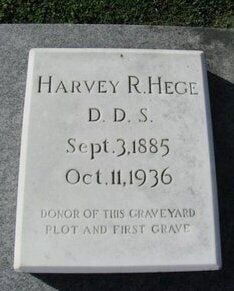 HARVEY R. HEGE
D. D. S.
Sept. 3, 1885
Oct. 11, 1936
DONOR OF THIS GRAVEYARD
PLOT AND FIRST GRAVE